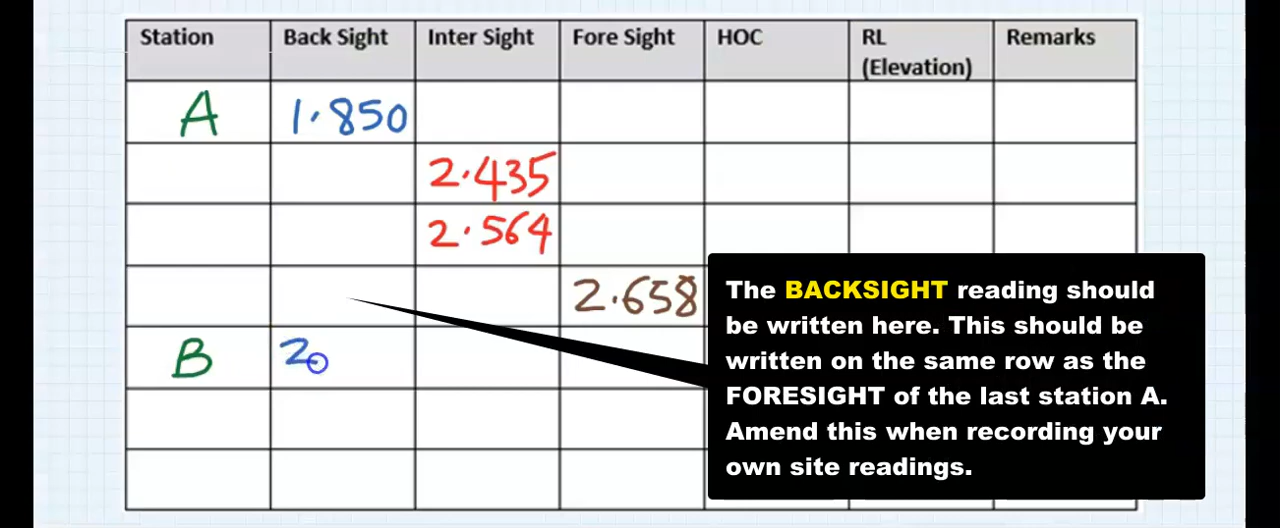 Station Back Sight Inter Sight Fore Sight HOC RL (Elevation) Remarks
A 1.850
2.435
2.564
2.658
B 2.
The BACKSIGHT reading should
be written here. This should be
written on the same row as the
FORESIGHT of the last station A.
Amend this when recording your
own site readings.